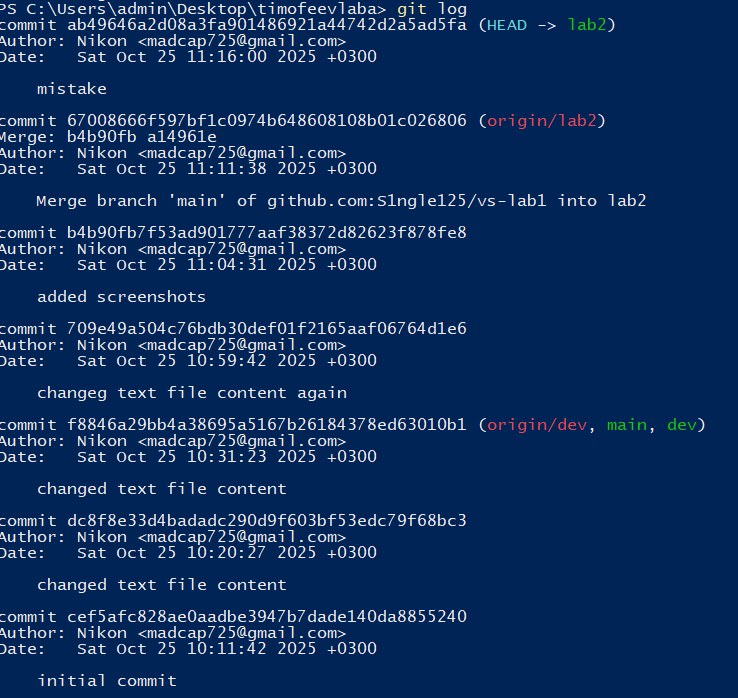 PS C:\Users\admin\Desktop\timofeevlaba> git log
commit ab49646a2d08a3fa901486921a44742d2a5ad5fa (HEAD -> lab2)
Author: Nikon <madcap725@gmail.com>
Date:   Sat Oct 25 11:16:00 2025 +0300
    mistake
commit 67008666f597bf1c0974b648608108b01c026806 (origin/lab2)
Merge: b4b90fb a14961e
Author: Nikon <madcap725@gmail.com>
Date:   Sat Oct 25 11:11:38 2025 +0300
    Merge branch 'main' of github.com:S1ngle125/vs-lab1 into lab2
commit b4b90fb7f53ad901777aaf38372d82623f878fe8
Author: Nikon <madcap725@gmail.com>
Date:   Sat Oct 25 11:04:31 2025 +0300
    added screenshots
commit 709e49a504c76bdb30def01f2165aaf06764d1e6
Author: Nikon <madcap725@gmail.com>
Date:   Sat Oct 25 10:59:42 2025 +0300
    changeg text file content again
commit f8846a29bb4a38695a5167b26184378ed63010b1 (origin/dev, main, dev)
Author: Nikon <madcap725@gmail.com>
Date:   Sat Oct 25 10:31:23 2025 +0300
    changed text file content
commit dc8f8e33d4badadc290d9f603bf53edc79f68bc3
Author: Nikon <madcap725@gmail.com>
Date:   Sat Oct 25 10:20:27 2025 +0300
    changed text file content
commit cef5afc828ae0aadbe3947b7dade140da8855240
Author: Nikon <madcap725@gmail.com>
Date:   Sat Oct 25 10:11:42 2025 +0300
    initial commit